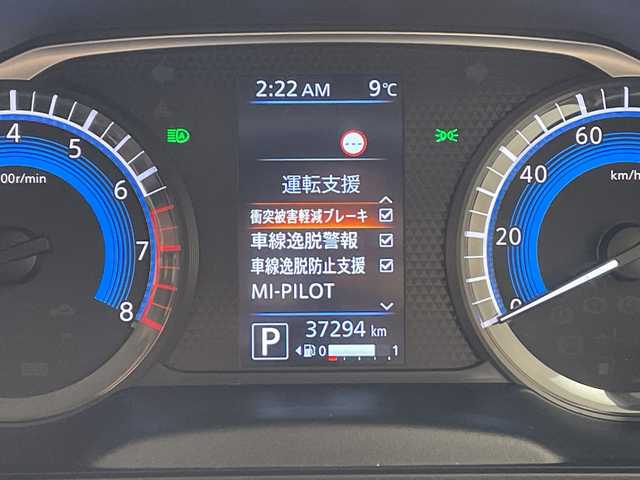 2:22 AM 9℃
運転支援
衝突被害軽減ブレーキ
車線逸脱警報
車線逸脱防止支援
MI-PILOT
P 37294 km
0 1
4
5
6
7
8
00r/min
A
0
20
40
60
km/h